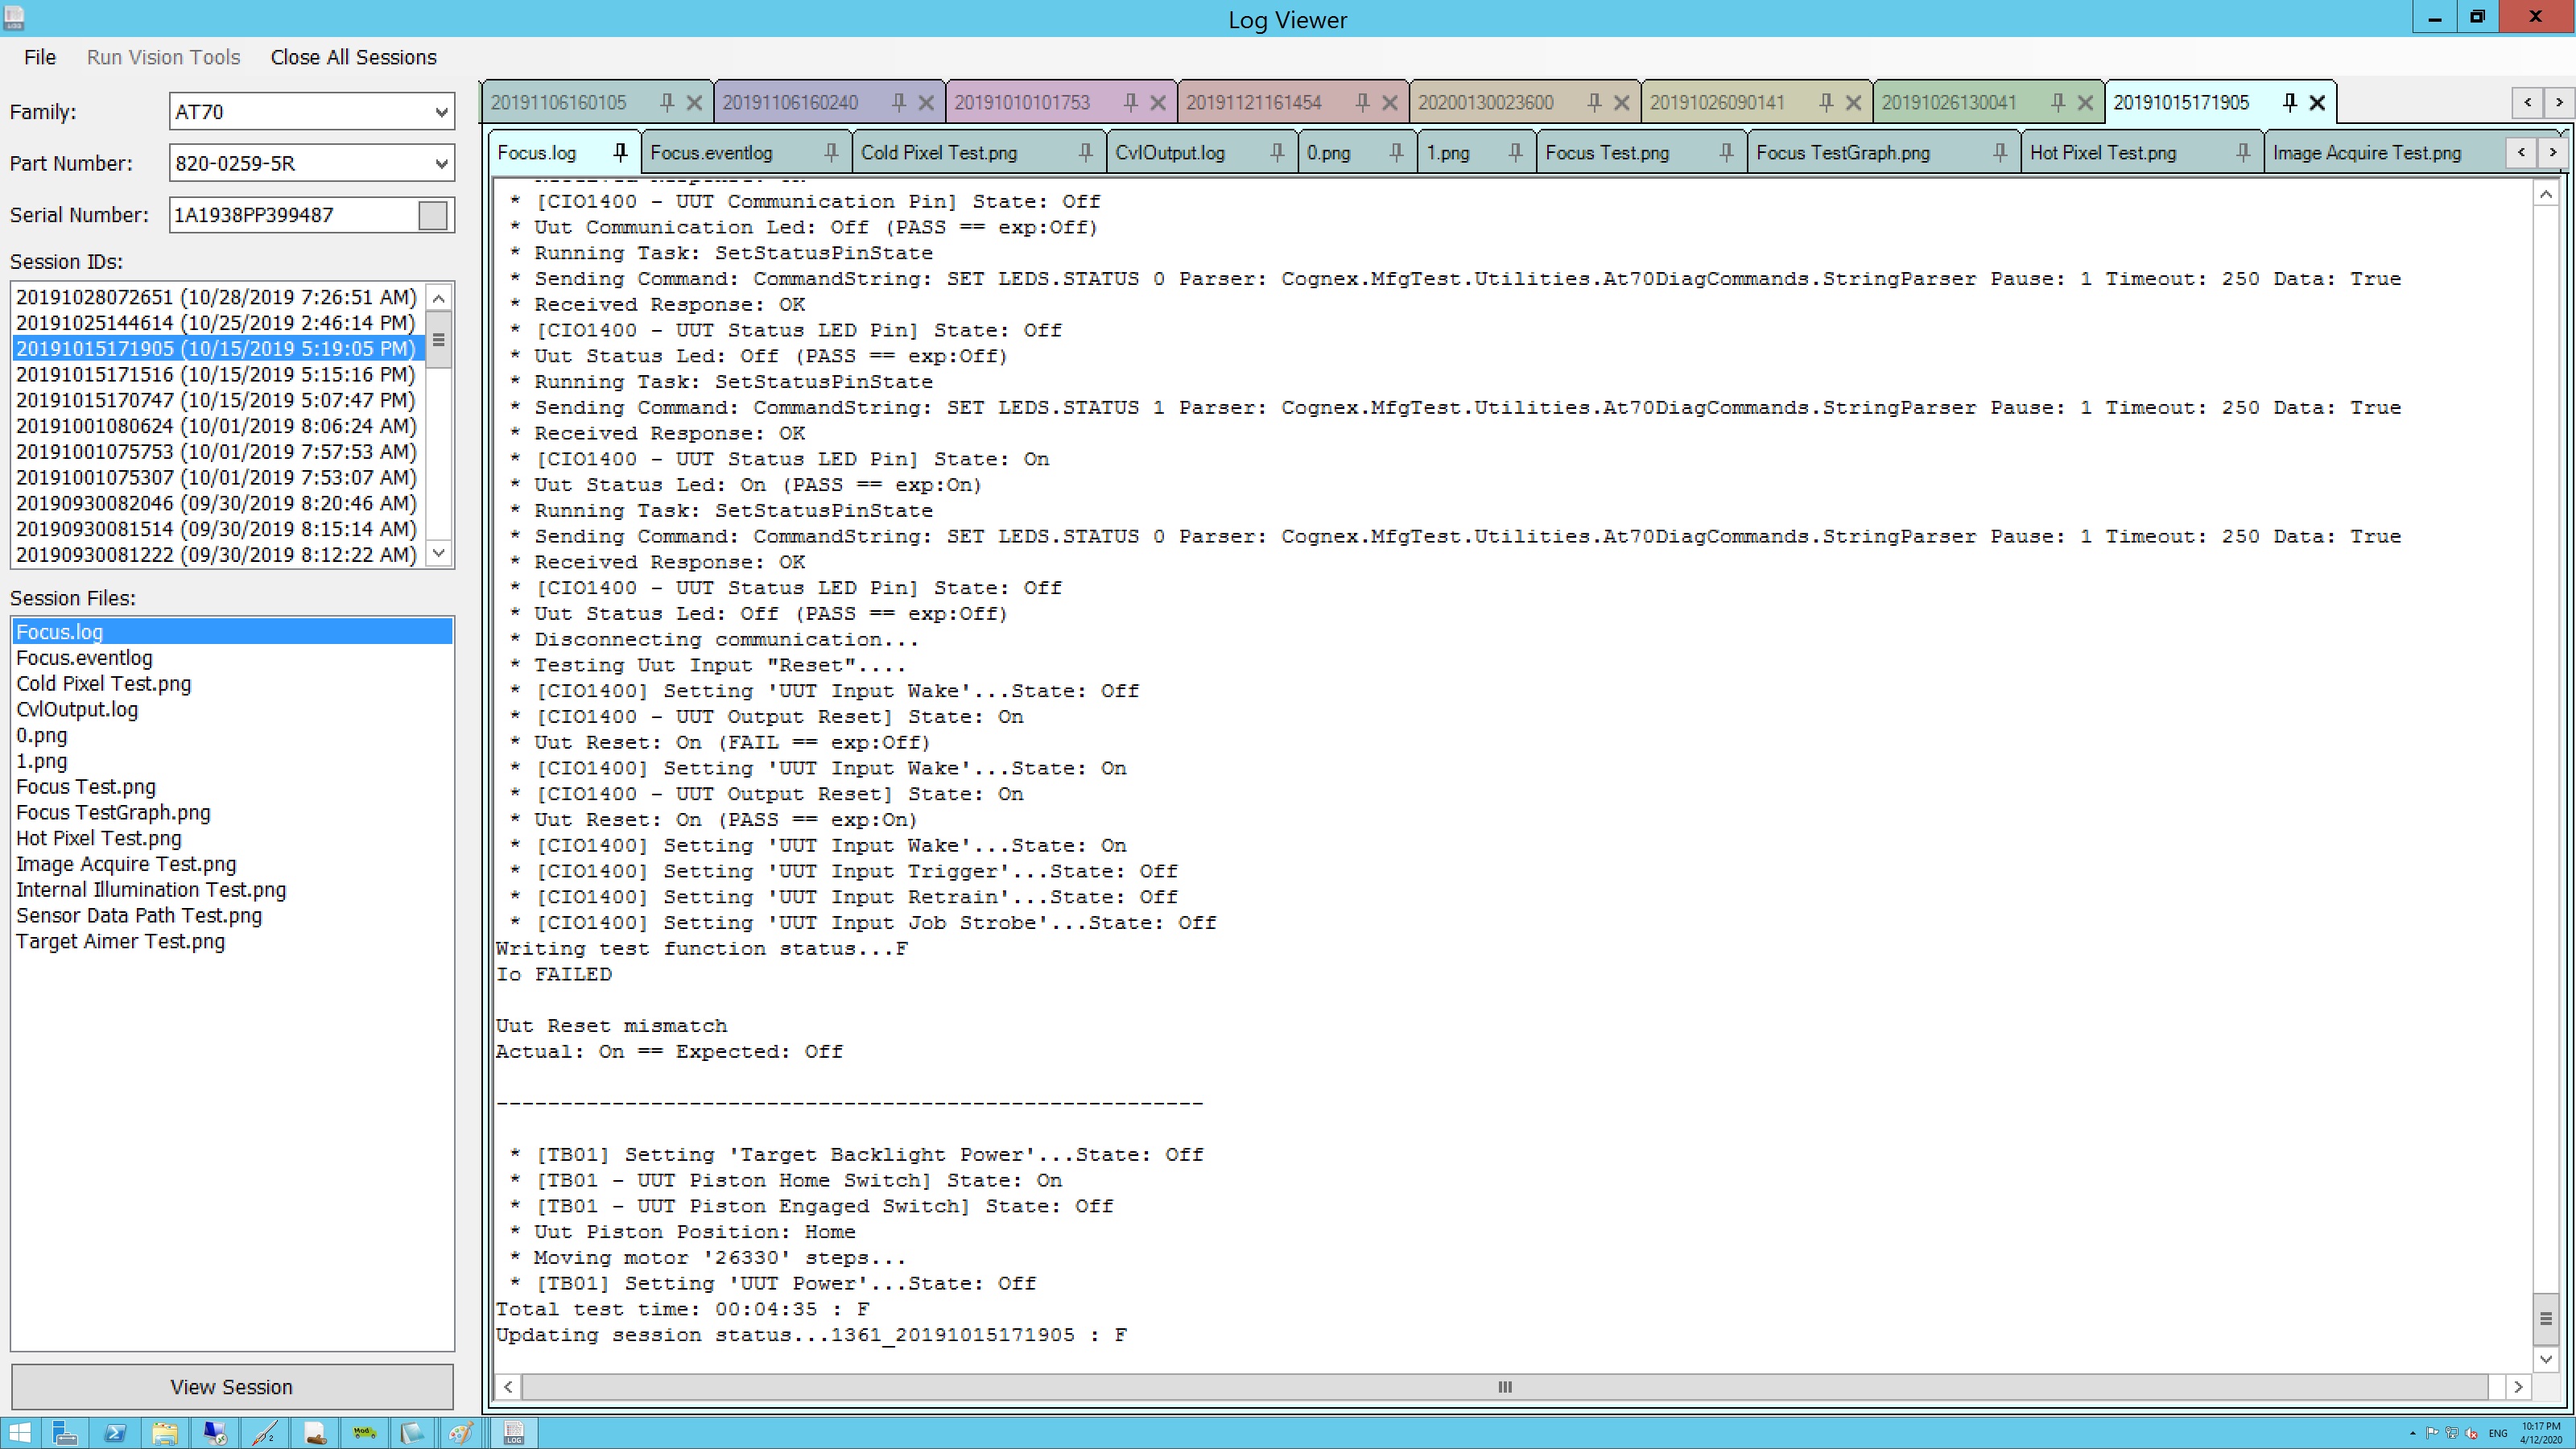 Log Viewer
File Run Vision Tools Close All Sessions
Family: AT70
Part Number: 820-0259-5R
Serial Number: 1A1938PP399487
Session IDs:
20191028072651 (10/28/2019 7:26:51 AM)
20191025144614 (10/25/2019 2:46:14 PM)
20191015171905 (10/15/2019 5:19:05 PM)
20191015171516 (10/15/2019 5:15:16 PM)
20191015170747 (10/15/2019 5:07:47 PM)
20191001080624 (10/01/2019 8:06:24 AM)
20191001075753 (10/01/2019 7:57:53 AM)
20191001075307 (10/01/2019 7:53:07 AM)
20190930082046 (09/30/2019 8:20:46 AM)
20190930081514 (09/30/2019 8:15:14 AM)
20190930081222 (09/30/2019 8:12:22 AM)
Session Files:
Focus.log
Focus.eventlog
Cold Pixel Test.png
CvlOutput.log
0.png
1.png
Focus Test.png
Focus TestGraph.png
Hot Pixel Test.png
Image Acquire Test.png
Internal Illumination Test.png
Sensor Data Path Test.png
Target Aimer Test.png
View Session
20191106160105 20191106160240 20191010101753 20191121161454 20200130023600 20191026090141 20191026130041 20191015171905
Focus.log Focus.eventlog Cold Pixel Test.png CvlOutput.log 0.png 1.png Focus Test.png Focus TestGraph.png Hot Pixel Test.png Image Acquire Test.png
* [CIO1400 - UUT Communication Pin] State: Off
* Uut Communication Led: Off (PASS == exp:Off)
* Running Task: SetStatusPinState
* Sending Command: CommandString: SET LEDS.STATUS 0 Parser: Cognex.MfgTest.Utilities.At70DiagCommands.StringParser Pause: 1 Timeout: 250 Data: True
* Received Response: OK
* [CIO1400 - UUT Status LED Pin] State: Off
* Uut Status Led: Off (PASS == exp:Off)
* Running Task: SetStatusPinState
* Sending Command: CommandString: SET LEDS.STATUS 1 Parser: Cognex.MfgTest.Utilities.At70DiagCommands.StringParser Pause: 1 Timeout: 250 Data: True
* Received Response: OK
* [CIO1400 - UUT Status LED Pin] State: On
* Uut Status Led: On (PASS == exp:On)
* Running Task: SetStatusPinState
* Sending Command: CommandString: SET LEDS.STATUS 0 Parser: Cognex.MfgTest.Utilities.At70DiagCommands.StringParser Pause: 1 Timeout: 250 Data: True
* Received Response: OK
* [CIO1400 - UUT Status LED Pin] State: Off
* Uut Status Led: Off (PASS == exp:Off)
* Disconnecting communication...
* Testing Uut Input "Reset"....
* [CIO1400] Setting 'UUT Input Wake'...State: Off
* [CIO1400 - UUT Output Reset] State: On
* Uut Reset: On (FAIL == exp:Off)
* [CIO1400] Setting 'UUT Input Wake'...State: On
* [CIO1400 - UUT Output Reset] State: On
* Uut Reset: On (PASS == exp:On)
* [CIO1400] Setting 'UUT Input Wake'...State: On
* [CIO1400] Setting 'UUT Input Trigger'...State: Off
* [CIO1400] Setting 'UUT Input Retrain'...State: Off
* [CIO1400] Setting 'UUT Input Job Strobe'...State: Off
Writing test function status...F
Io FAILED
Uut Reset mismatch
Actual: On == Expected: Off
-------------------------------------------------------
* [TB01] Setting 'Target Backlight Power'...State: Off
* [TB01 - UUT Piston Home Switch] State: On
* [TB01 - UUT Piston Engaged Switch] State: Off
* Uut Piston Position: Home
* Moving motor '26330' steps...
* [TB01] Setting 'UUT Power'...State: Off
Total test time: 00:04:35 : F
Updating session status...1361_20191015171905 : F
ENG
10:17 PM
4/12/2020